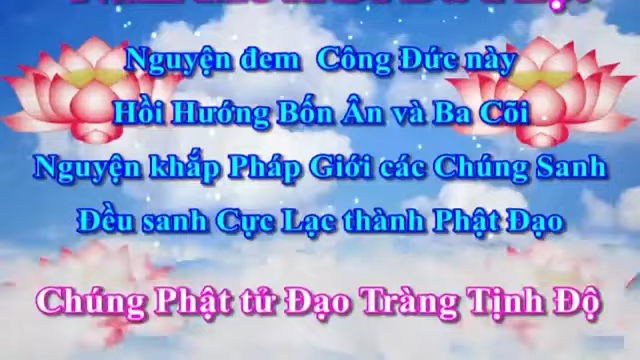 Nguyện đem Công Đức này
Hồi Hướng Bốn Ân và Ba Cõi
Nguyện khắp Pháp Giới các Chúng Sanh
Đều sanh Cực Lạc thành Phật Đạo
Chúng Phật tử Đạo Tràng Tịnh Độ